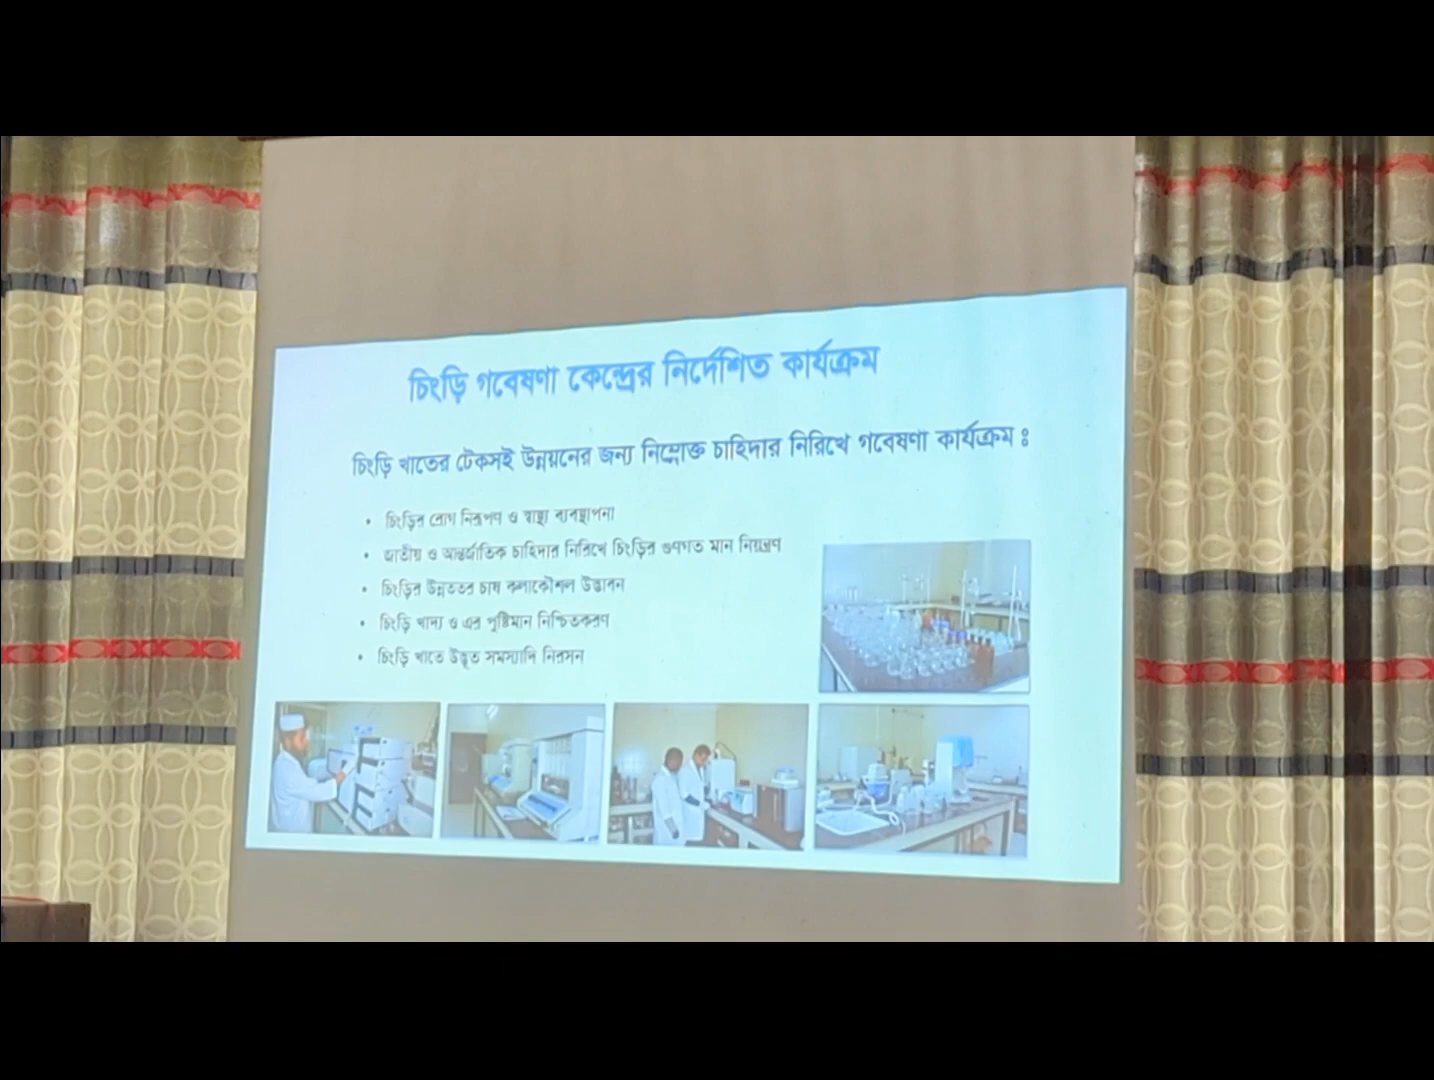 চিংড়ি গবেষণা কেন্দ্রের নির্দেশিত কার্যক্রম
চিংড়ি খাতের টেকসই উন্নয়নের জন্য নিম্নোক্ত চাহিদার নিরিখে গবেষণা কার্যক্রম ঃ
• চিংড়ির রোগ নিরূপণ ও স্বাস্থ্য ব্যবস্থাপনা
• জাতীয় ও আন্তর্জাতিক চাহিদার নিরিখে চিংড়ির গুণগত মান নিয়ন্ত্রণ
• চিংড়ির উন্নততর চাষ কলাকৌশল উদ্ভাবন
• চিংড়ি খাদ্য ও এর পুষ্টিমান নিশ্চিতকরণ
• চিংড়ি খাতে উদ্ভূত সমস্যাদি নিরসন